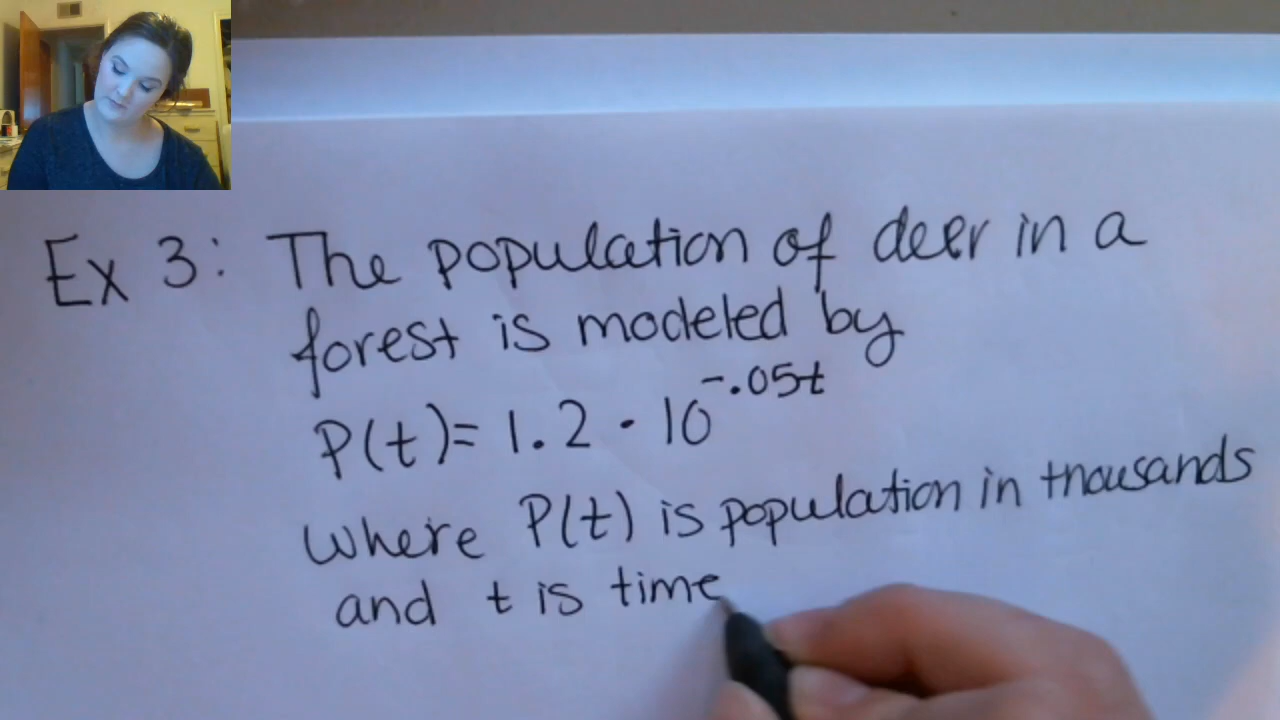 Ex 3: The population of deer in a
forest is modeled by
P(t)= 1.2 · 10^-.05t
where P(t) is population in thousands
and t is time